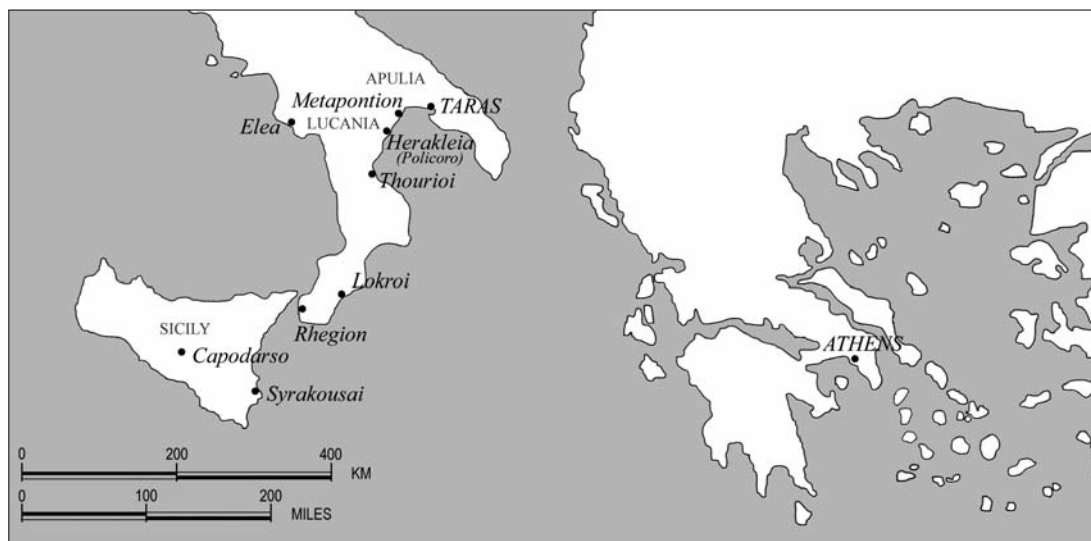 APULIA
Metapontion
TARAS
Elea
LUCANIA
Herakleia
(Policoro)
Thourioi
Lokroi
Rhegion
SICILY
Capodarso
Syrakousai
ATHENS
0 200 400
KM
0 100 200
MILES